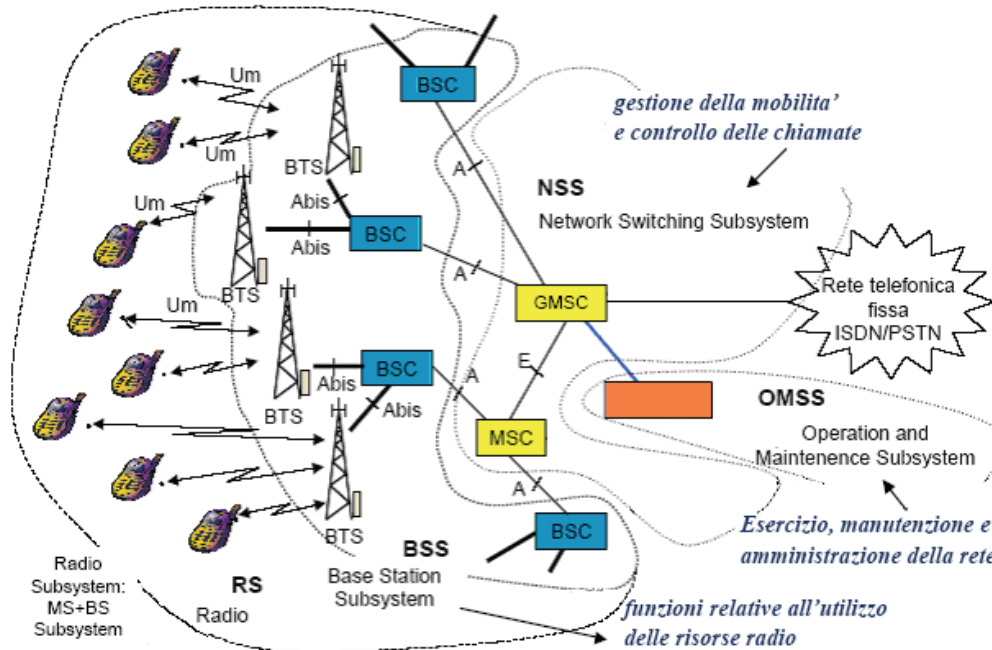 Um
Um
Um
Um
BTS
BTS
BTS
BTS
Abis
Abis
Abis
Abis
BSC
BSC
BSC
BSC
A
A
A
A
E
GMSC
MSC
gestione della mobilita'
e controllo delle chiamate
NSS
Network Switching Subsystem
Rete telefonica
fissa
ISDN/PSTN
OMSS
Operation and
Maintenence Subsystem
Esercizio, manutenzione e
amministrazione della rete
BSS
Base Station
Subsystem
funzioni relative all'utilizzo
delle risorse radio
RS
Radio
Radio
Subsystem:
MS+BS
Subsystem